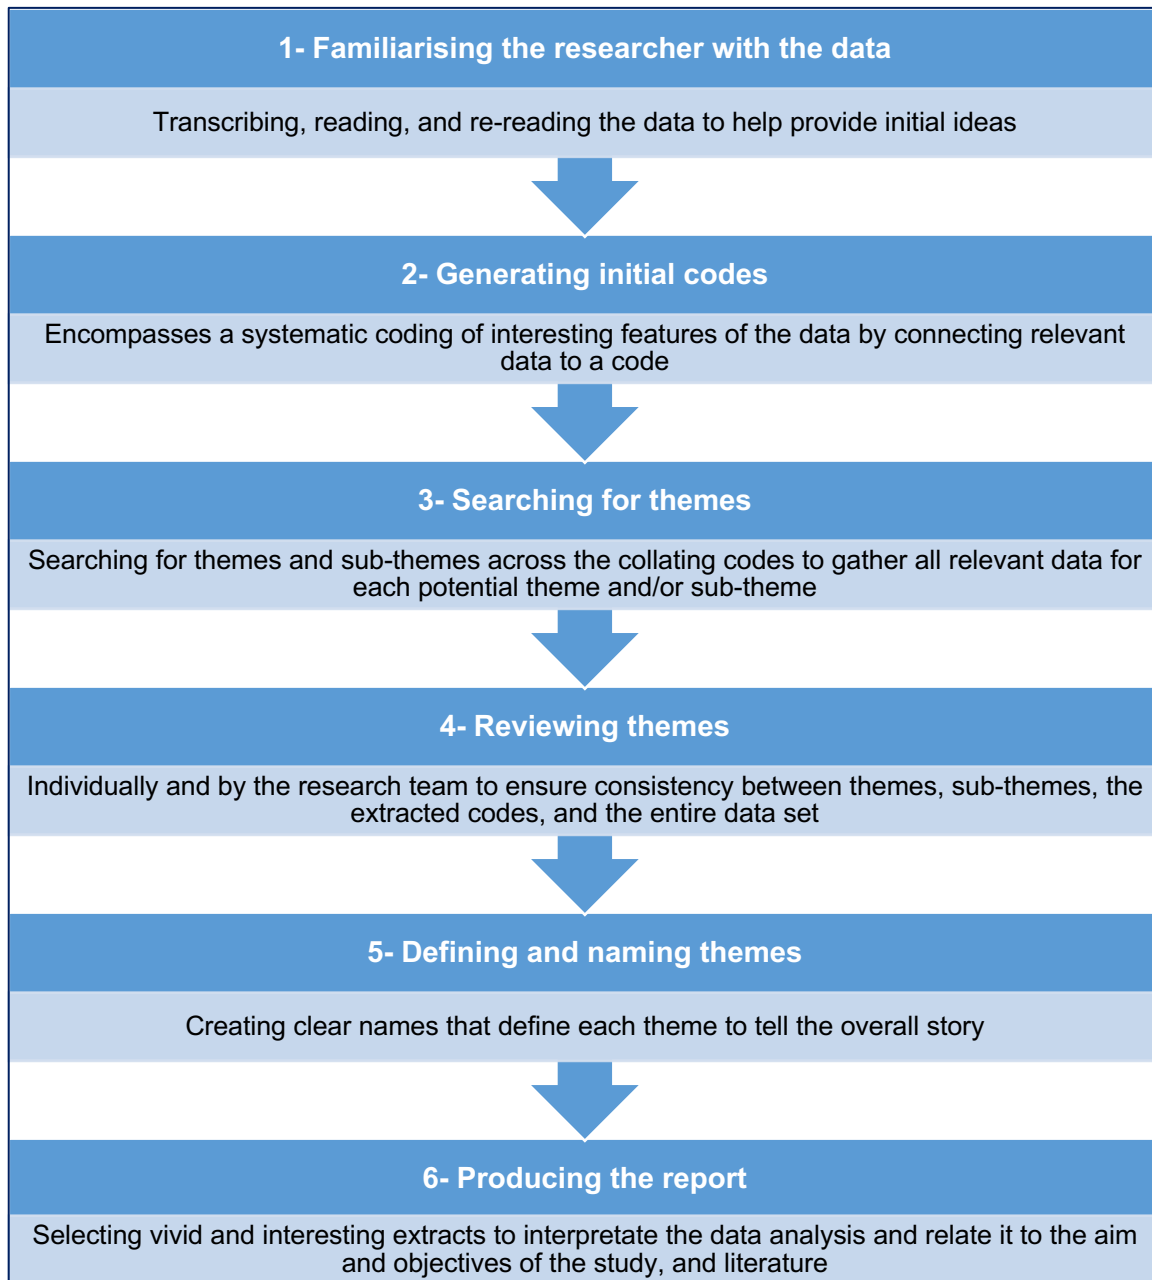 1- Familiarising the researcher with the data
Transcribing, reading, and re-reading the data to help provide initial ideas
2- Generating initial codes
Encompasses a systematic coding of interesting features of the data by connecting relevant
data to a code
3- Searching for themes
Searching for themes and sub-themes across the collating codes to gather all relevant data for
each potential theme and/or sub-theme
4- Reviewing themes
Individually and by the research team to ensure consistency between themes, sub-themes, the
extracted codes, and the entire data set
5- Defining and naming themes
Creating clear names that define each theme to tell the overall story
6- Producing the report
Selecting vivid and interesting extracts to interpretate the data analysis and relate it to the aim
and objectives of the study, and literature